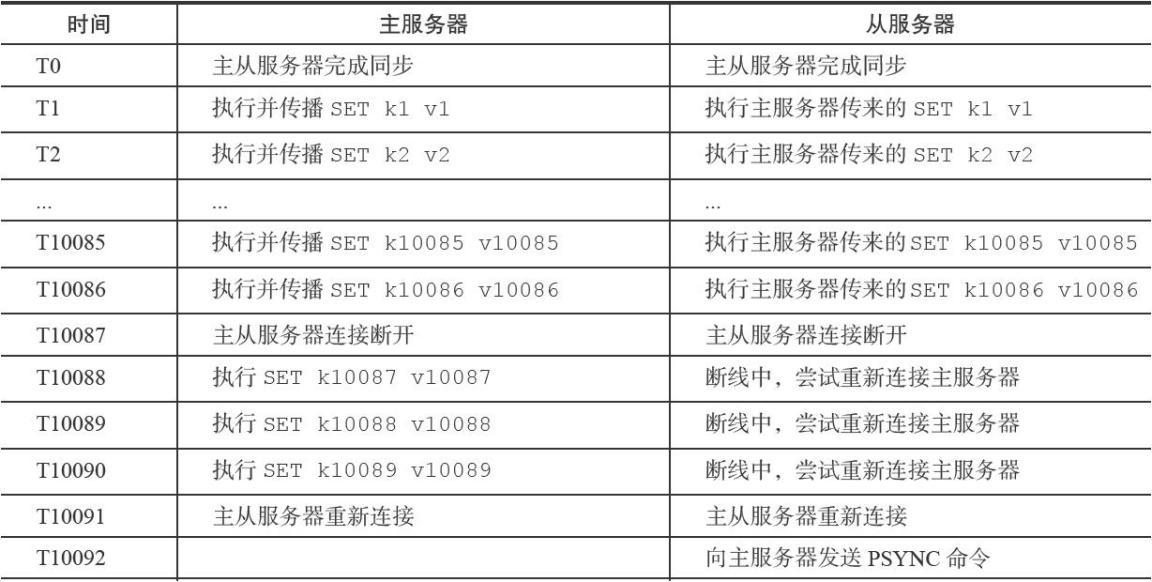 时间 主服务器 从服务器
T0 主从服务器完成同步 主从服务器完成同步
T1 执行并传播 SET k1 v1 执行主服务器传来的 SET k1 v1
T2 执行并传播 SET k2 v2 执行主服务器传来的 SET k2 v2
... ... ...
T10085 执行并传播 SET k10085 v10085 执行主服务器传来的 SET k10085 v10085
T10086 执行并传播 SET k10086 v10086 执行主服务器传来的 SET k10086 v10086
T10087 主从服务器连接断开 主从服务器连接断开
T10088 执行 SET k10087 v10087 断线中，尝试重新连接主服务器
T10089 执行 SET k10088 v10088 断线中，尝试重新连接主服务器
T10090 执行 SET k10089 v10089 断线中，尝试重新连接主服务器
T10091 主从服务器重新连接 主从服务器重新连接
T10092 向主服务器发送 PSYNC 命令